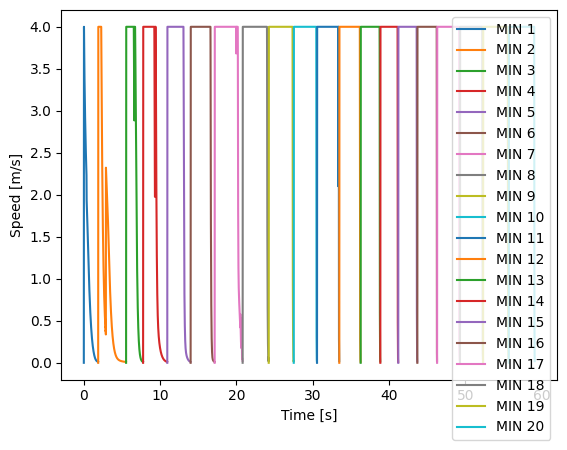 4.0
3.5
3.0
2.5
2.0
1.5
1.0
0.5
0.0
Speed [m/s]
0
10
20
30
40
50
60
Time [s]
MIN 1
MIN 2
MIN 3
MIN 4
MIN 5
MIN 6
MIN 7
MIN 8
MIN 9
MIN 10
MIN 11
MIN 12
MIN 13
MIN 14
MIN 15
MIN 16
MIN 17
MIN 18
MIN 19
MIN 20